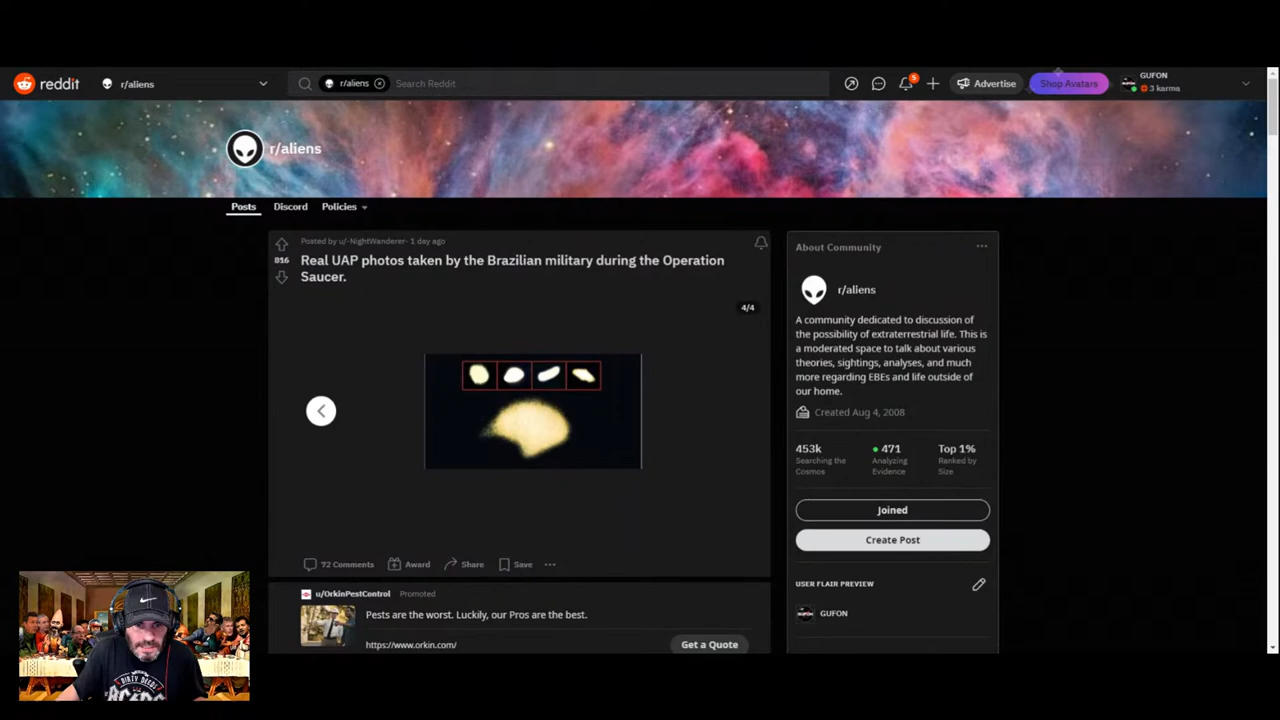 reddit
r/aliens
r/aliens
Search Reddit
5
Advertise
Shop Avatars
GUFON
3 karma
r/aliens
Posts
Discord
Policies
Posted by u/-NightWanderer- 1 day ago
816
Real UAP photos taken by the Brazilian military during the Operation
Saucer.
4/4
72 Comments
Award
Share
Save
u/OrkinPestControl
Promoted
Pests are the worst. Luckily, our Pros are the best.
https://www.orkin.com/
Get a Quote
About Community
r/aliens
A community dedicated to discussion of
the possibility of extraterrestrial life. This is
a moderated space to talk about various
theories, sightings, analyses, and much
more regarding EBEs and life outside of
our home.
Created Aug 4, 2008
453k
Searching the
Cosmos
471
Analyzing
Evidence
Top 1%
Ranked by
Size
Joined
Create Post
USER FLAIR PREVIEW
GUFON
DIRTY DEEDS